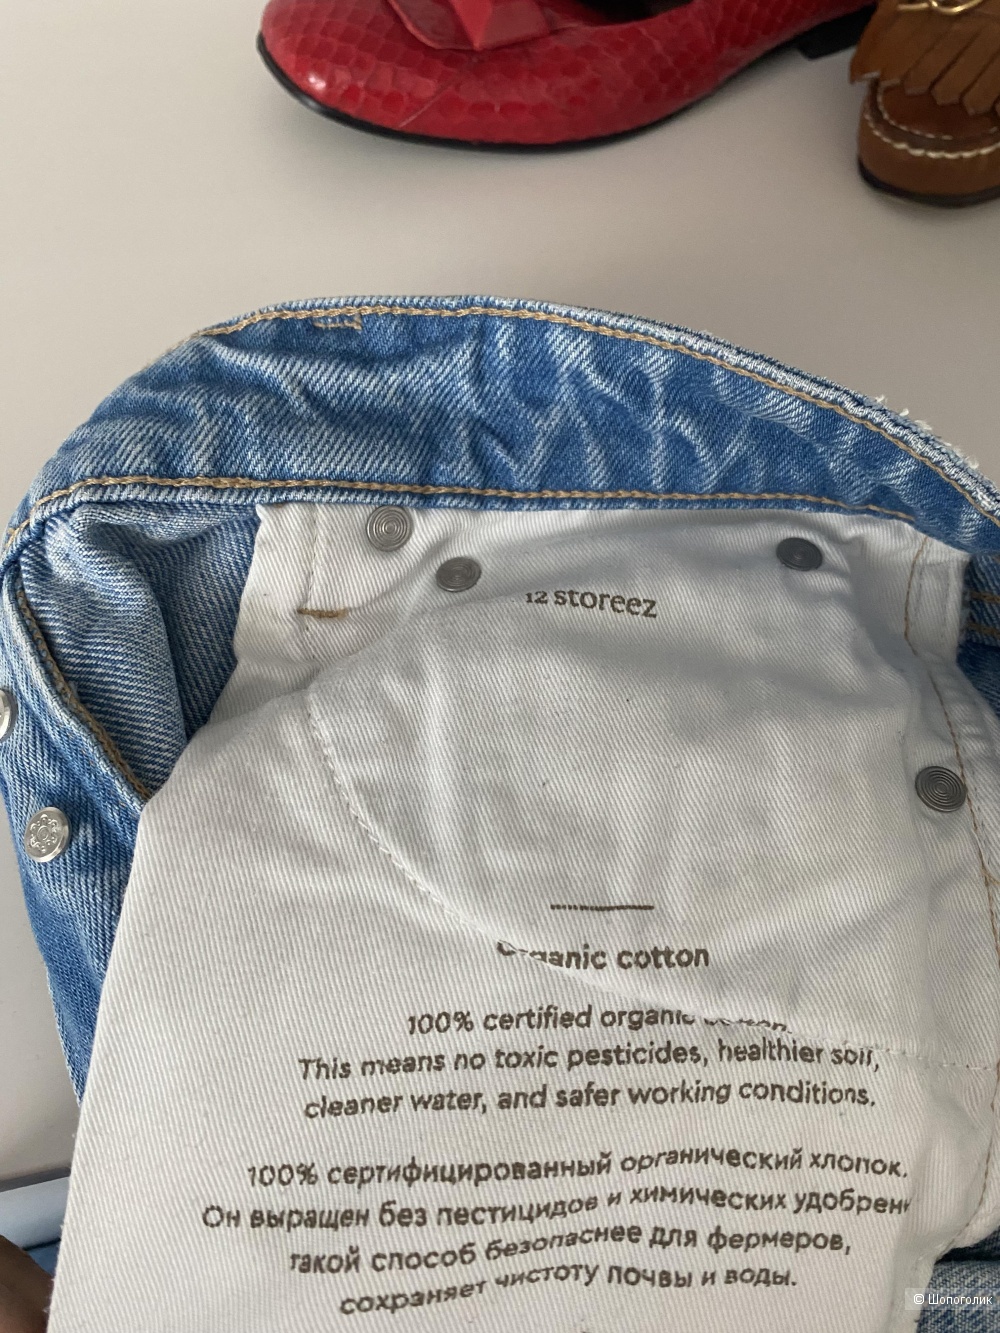 12 storeez
Organic cotton
100% certified organic cotton.
This means no toxic pesticides, healthier soil,
cleaner water, and safer working conditions.
100% сертифицированный органический хлопок.
Он выращен без пестицидов и химических
такой способ безопаснее для фермеров,
сохраняет чистоту почвы и воды.
© Шопоголик